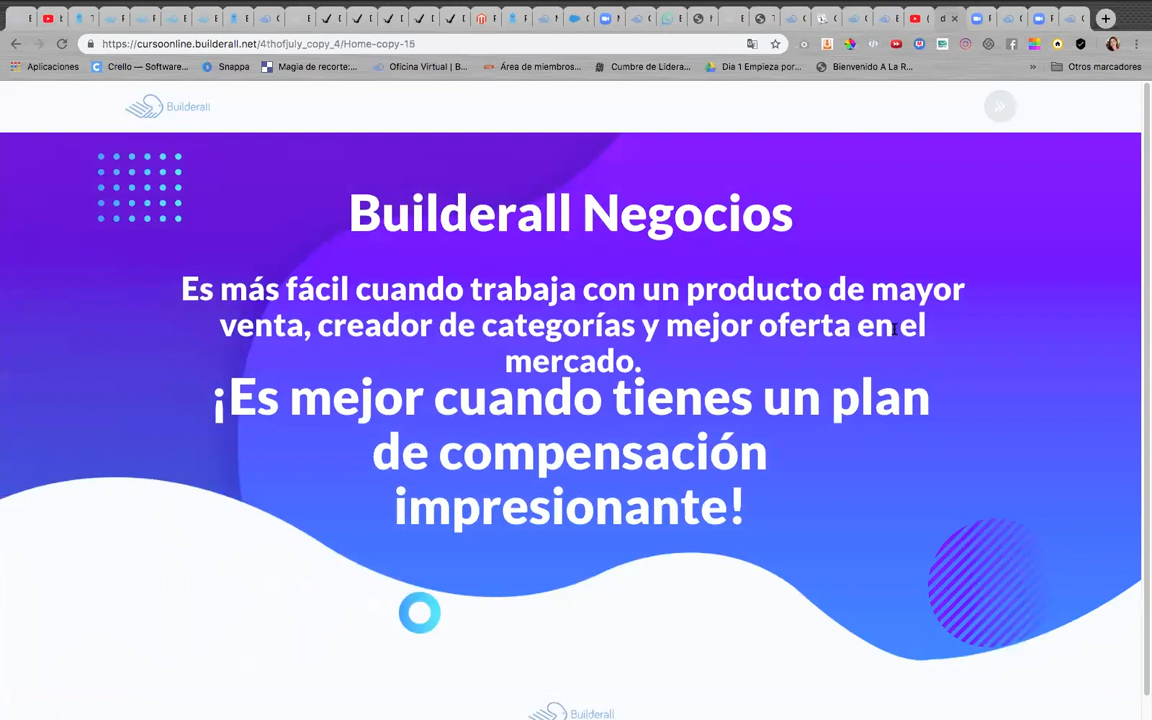 https://cursoonline.builderall.net/4thofjuly_copy_4/Home-copy-15
Aplicaciones
Crello — Software...
Snappa
Magia de recorte:...
Oficina Virtual | B...
Área de miembros...
Cumbre de Lidera...
Dia 1 Empieza por...
Bienvenido A La R...
»
Otros marcadores
Builderall
Builderall Negocios
Es más fácil cuando trabaja con un producto de mayor
venta, creador de categorías y mejor oferta en el
mercado.
¡Es mejor cuando tienes un plan
de compensación
impresionante!
Builderall